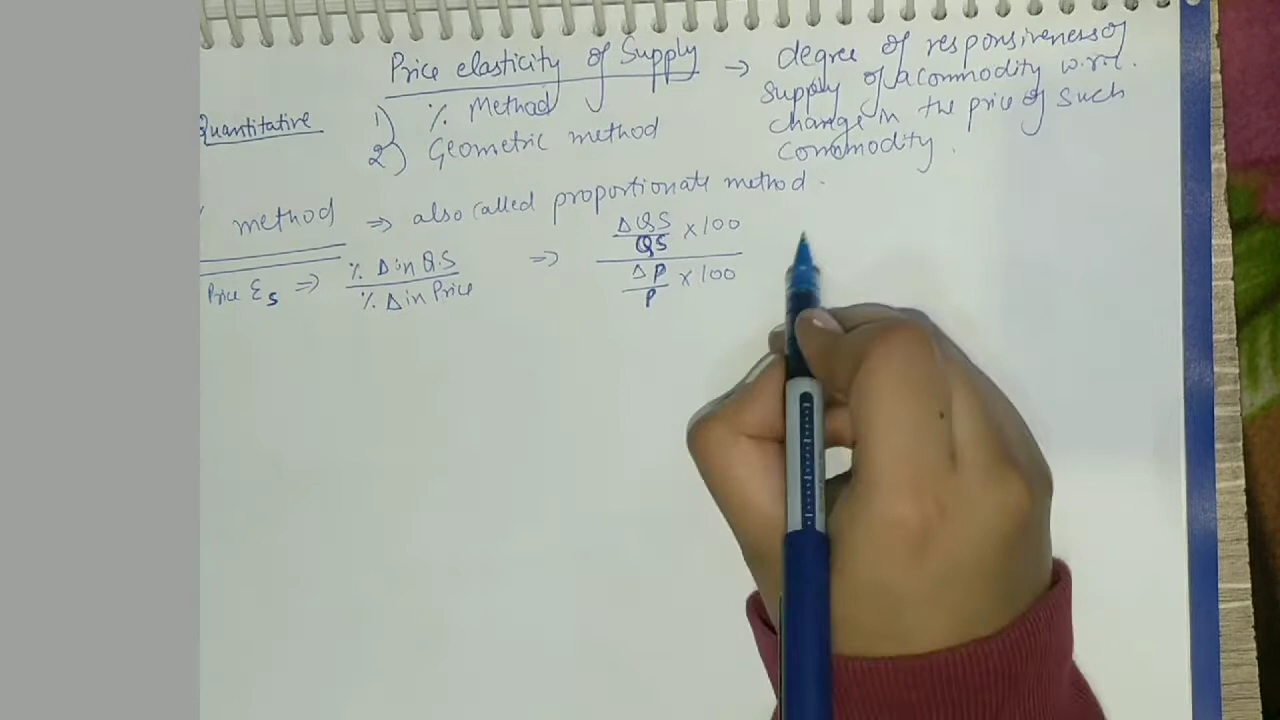 Price elasticity of Supply → degree of responsiveness of
supply of a commodity w.r.t.
change in the price of such
commodity.
Quantitative
1) % Method
2) Geometric method
% method ⇒ also called proportionate method.
Price Es ⇒ % Δ in Q.S / % Δ in Price ⇒ ΔQS/QS × 100 / ΔP/P × 100